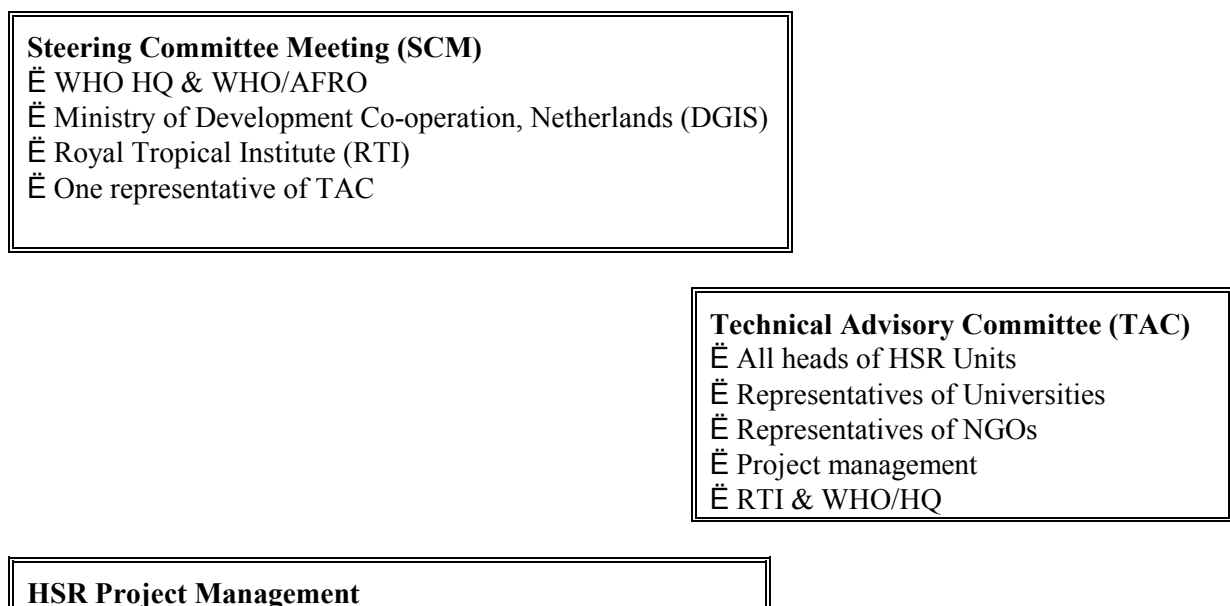 Steering Committee Meeting (SCM)
Ë WHO HQ & WHO/AFRO
Ë Ministry of Development Co-operation, Netherlands (DGIS)
Ë Royal Tropical Institute (RTI)
Ë One representative of TAC
Technical Advisory Committee (TAC)
Ë All heads of HSR Units
Ë Representatives of Universities
Ë Representatives of NGOs
Ë Project management
Ë RTI & WHO/HQ
HSR Project Management